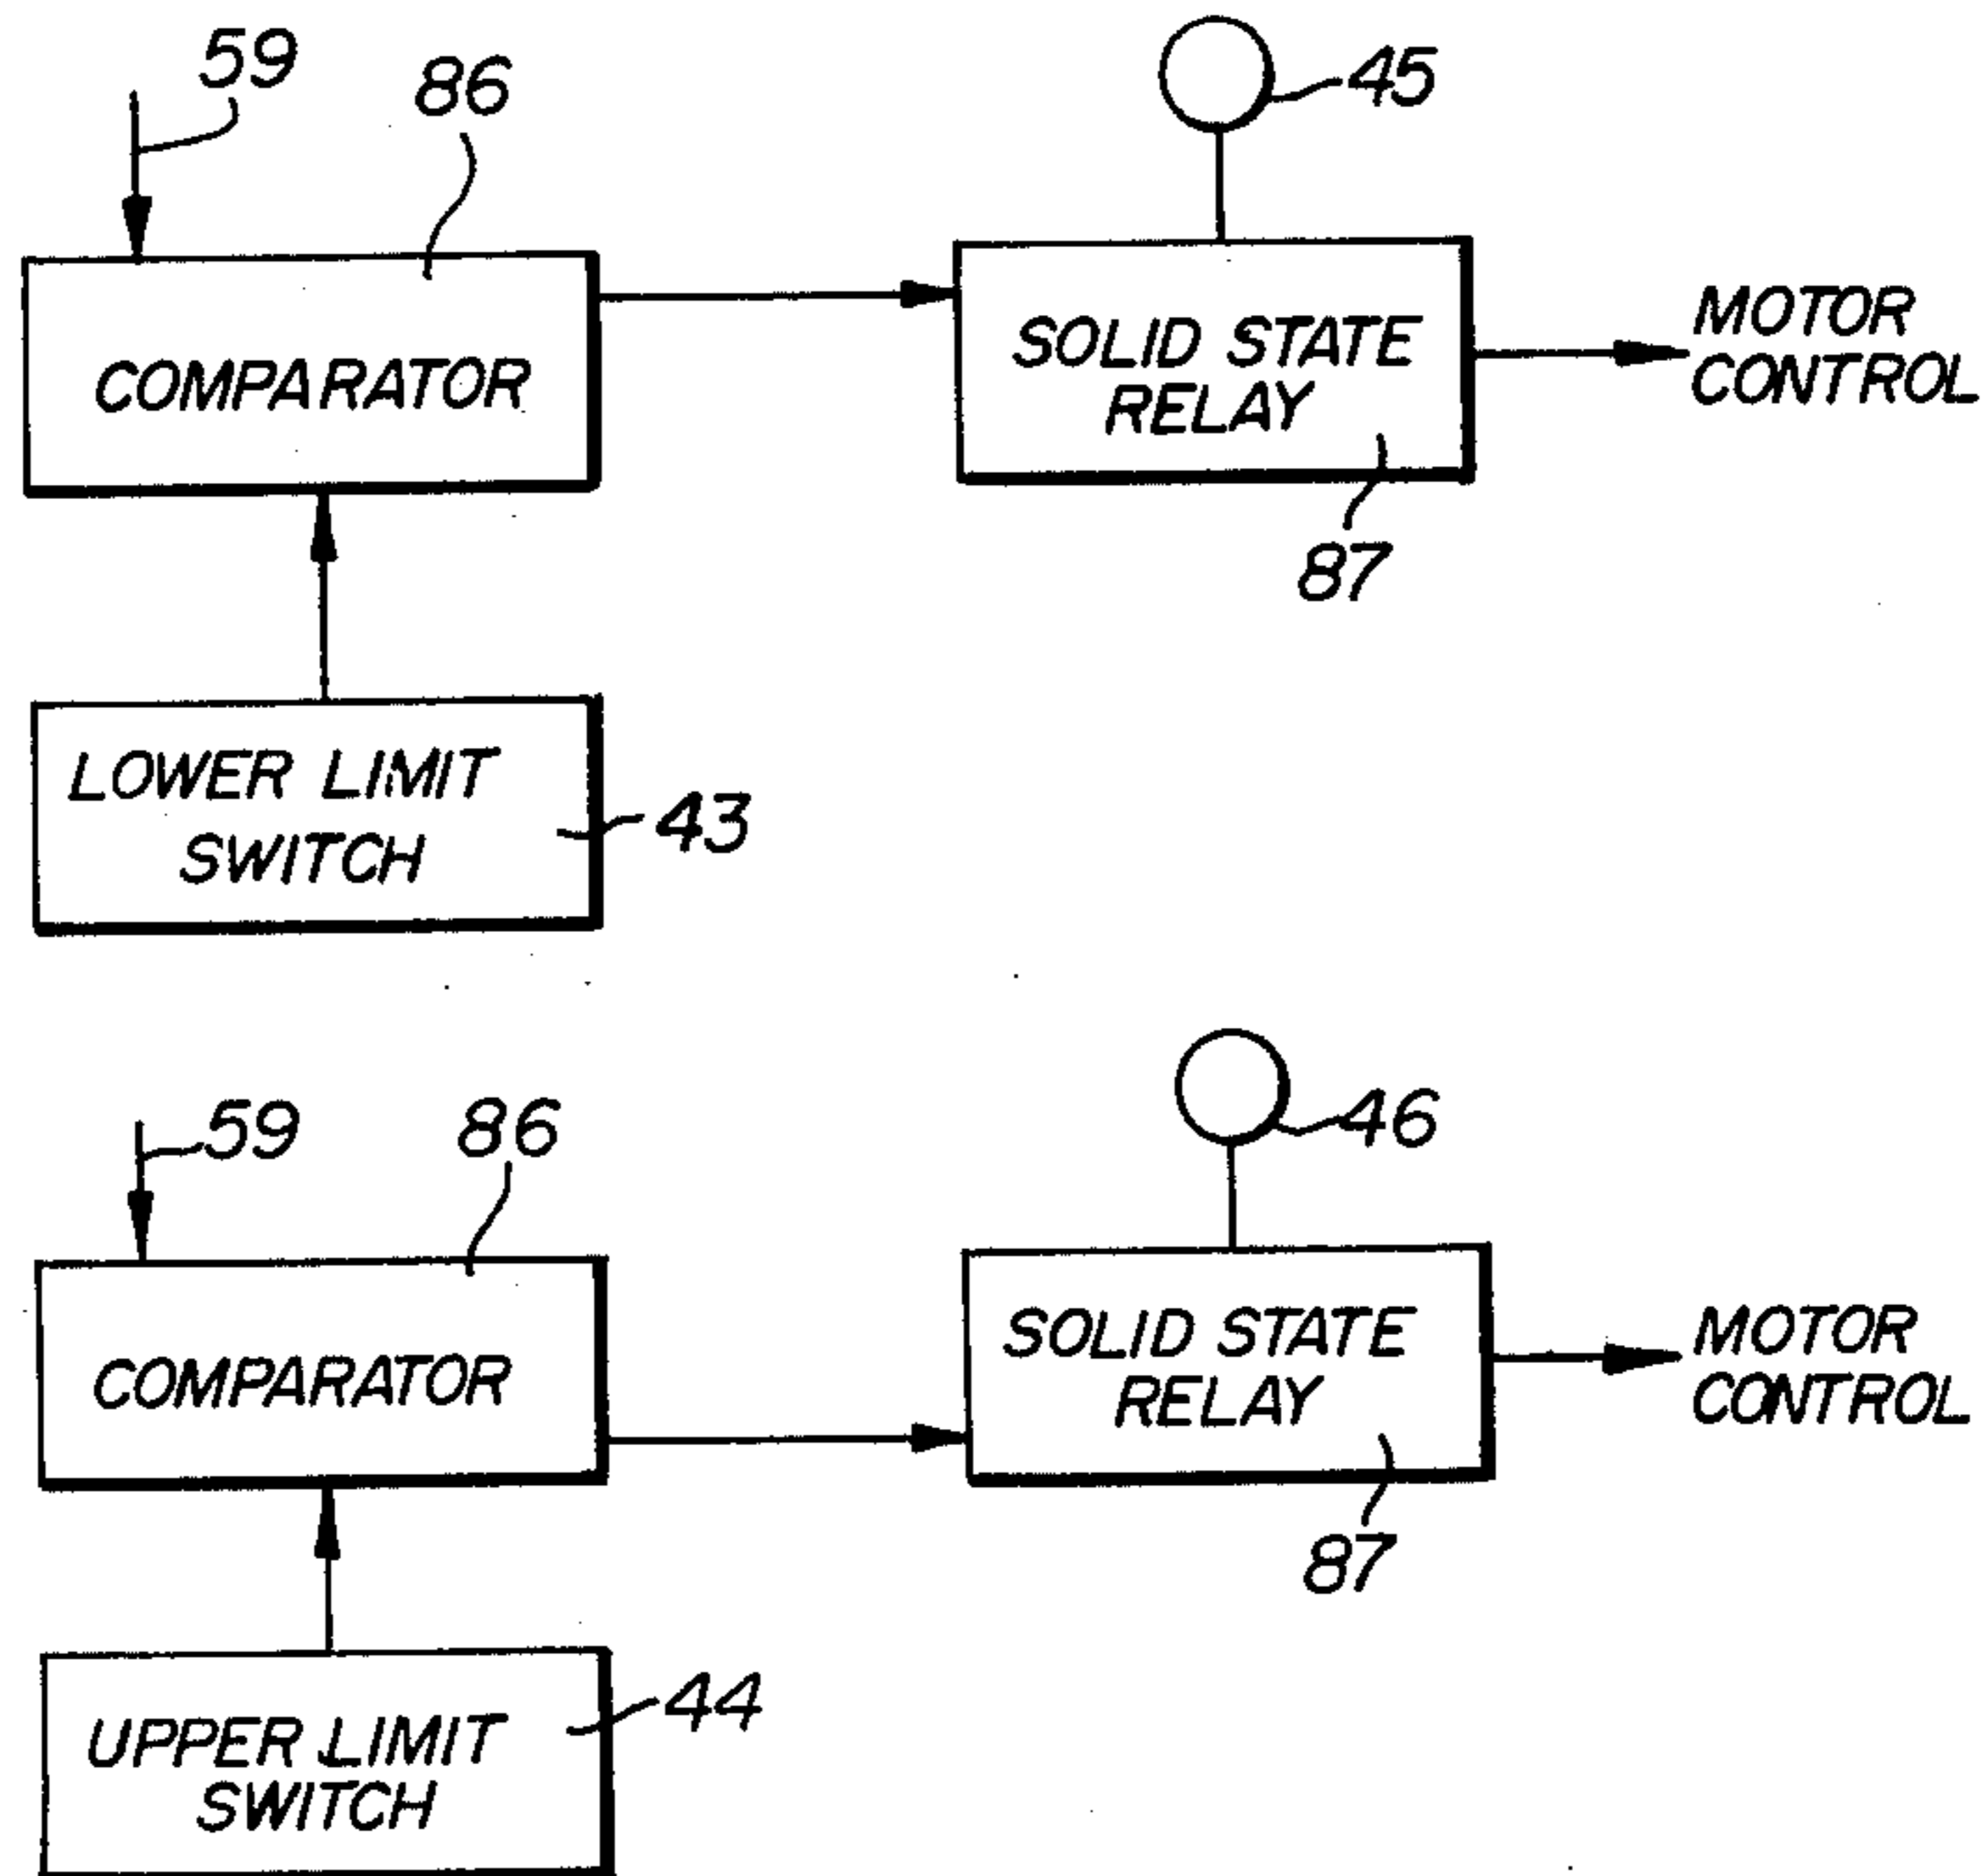 59
86
45
COMPARATOR
SOLID STATE
RELAY
MOTOR
CONTROL
87
LOWER LIMIT
SWITCH
43
59
86
46
COMPARATOR
SOLID STATE
RELAY
MOTOR
CONTROL
87
UPPER LIMIT
SWITCH
44